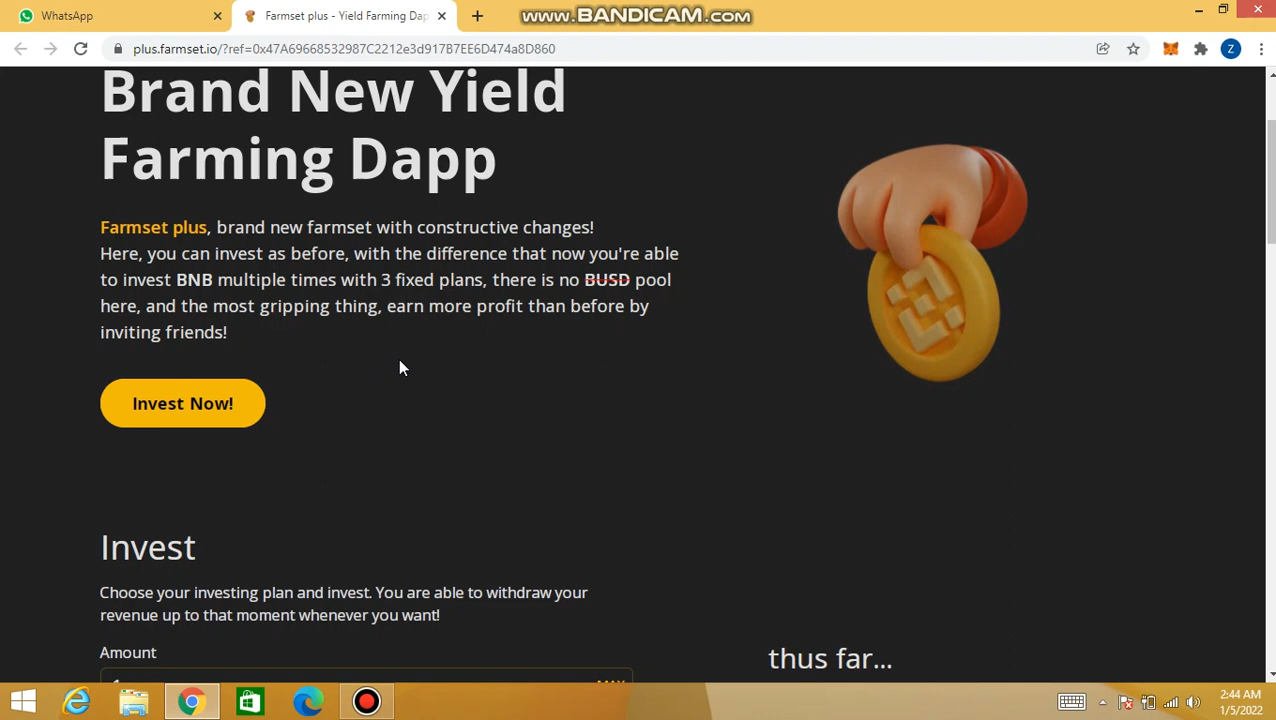 WhatsApp
Farmset plus - Yield Farming Dap
www.BANDICAM.com
plus.farmset.io/?ref=0x47A69668532987C2212e3d917B7EE6D474a8D860
Z
Brand New Yield
Farming Dapp
Farmset plus, brand new farmset with constructive changes!
Here, you can invest as before, with the difference that now you're able
to invest BNB multiple times with 3 fixed plans, there is no BUSD pool
here, and the most gripping thing, earn more profit than before by
inviting friends!
Invest Now!
Invest
Choose your investing plan and invest. You are able to withdraw your
revenue up to that moment whenever you want!
Amount
thus far...
2:44 AM
1/5/2022